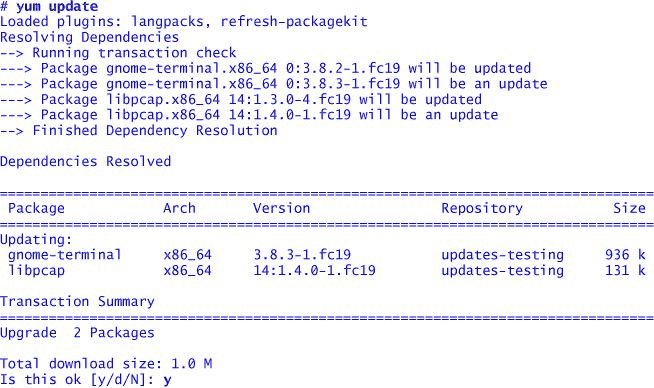 # yum update
Loaded plugins: langpacks, refresh-packagekit
Resolving Dependencies
--> Running transaction check
---> Package gnome-terminal.x86_64 0:3.8.2-1.fc19 will be updated
---> Package gnome-terminal.x86_64 0:3.8.3-1.fc19 will be an update
---> Package libpcap.x86_64 14:1.3.0-4.fc19 will be updated
---> Package libpcap.x86_64 14:1.4.0-1.fc19 will be an update
--> Finished Dependency Resolution

Dependencies Resolved

================================================================================
 Package            Arch       Version                Repository           Size
================================================================================
Updating:
 gnome-terminal     x86_64     3.8.3-1.fc19           updates-testing     936 k
 libpcap            x86_64     14:1.4.0-1.fc19        updates-testing     131 k

Transaction Summary
================================================================================
Upgrade  2 Packages

Total download size: 1.0 M
Is this ok [y/d/N]: y